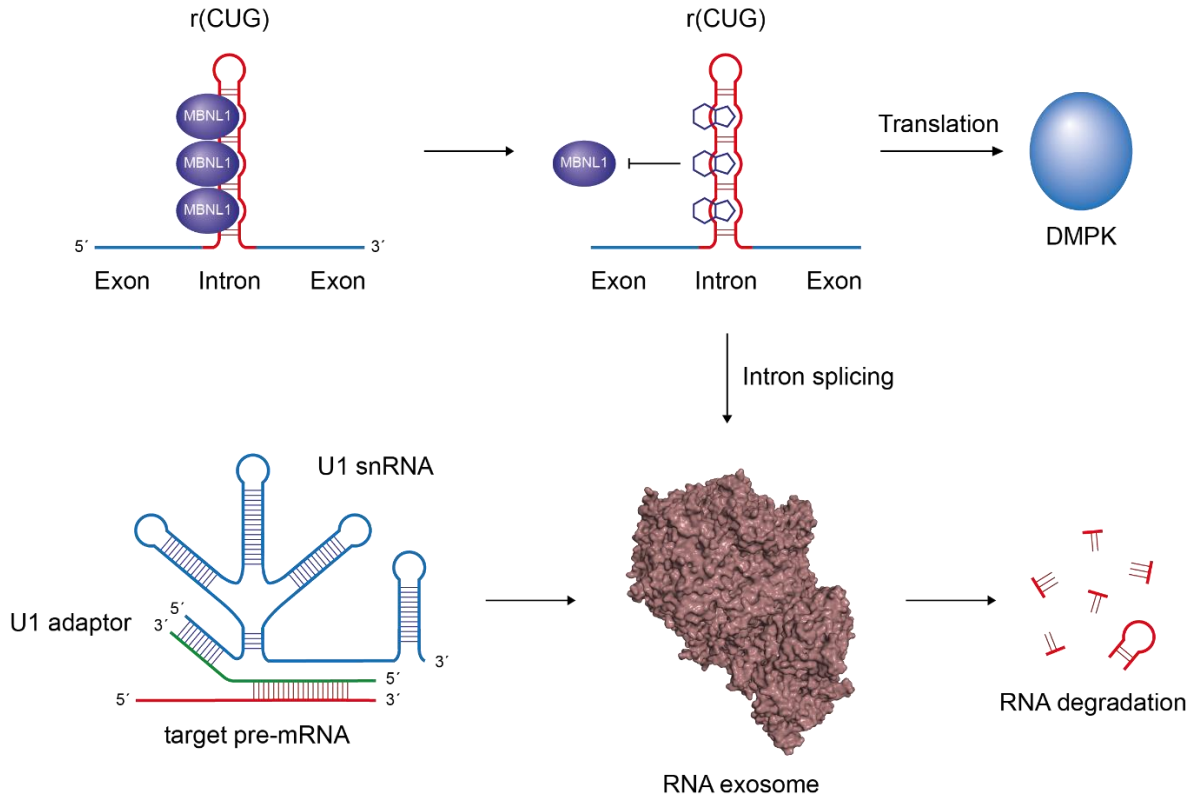 r(CUG)
r(CUG)
MBNL1
MBNL1
MBNL1
MBNL1
Translation
DMPK
5´
3´
Exon
Intron
Exon
Exon
Intron
Exon
Intron splicing
U1 snRNA
U1 adaptor
5´
3´
3´
5´
3´
target pre-mRNA
RNA exosome
RNA degradation